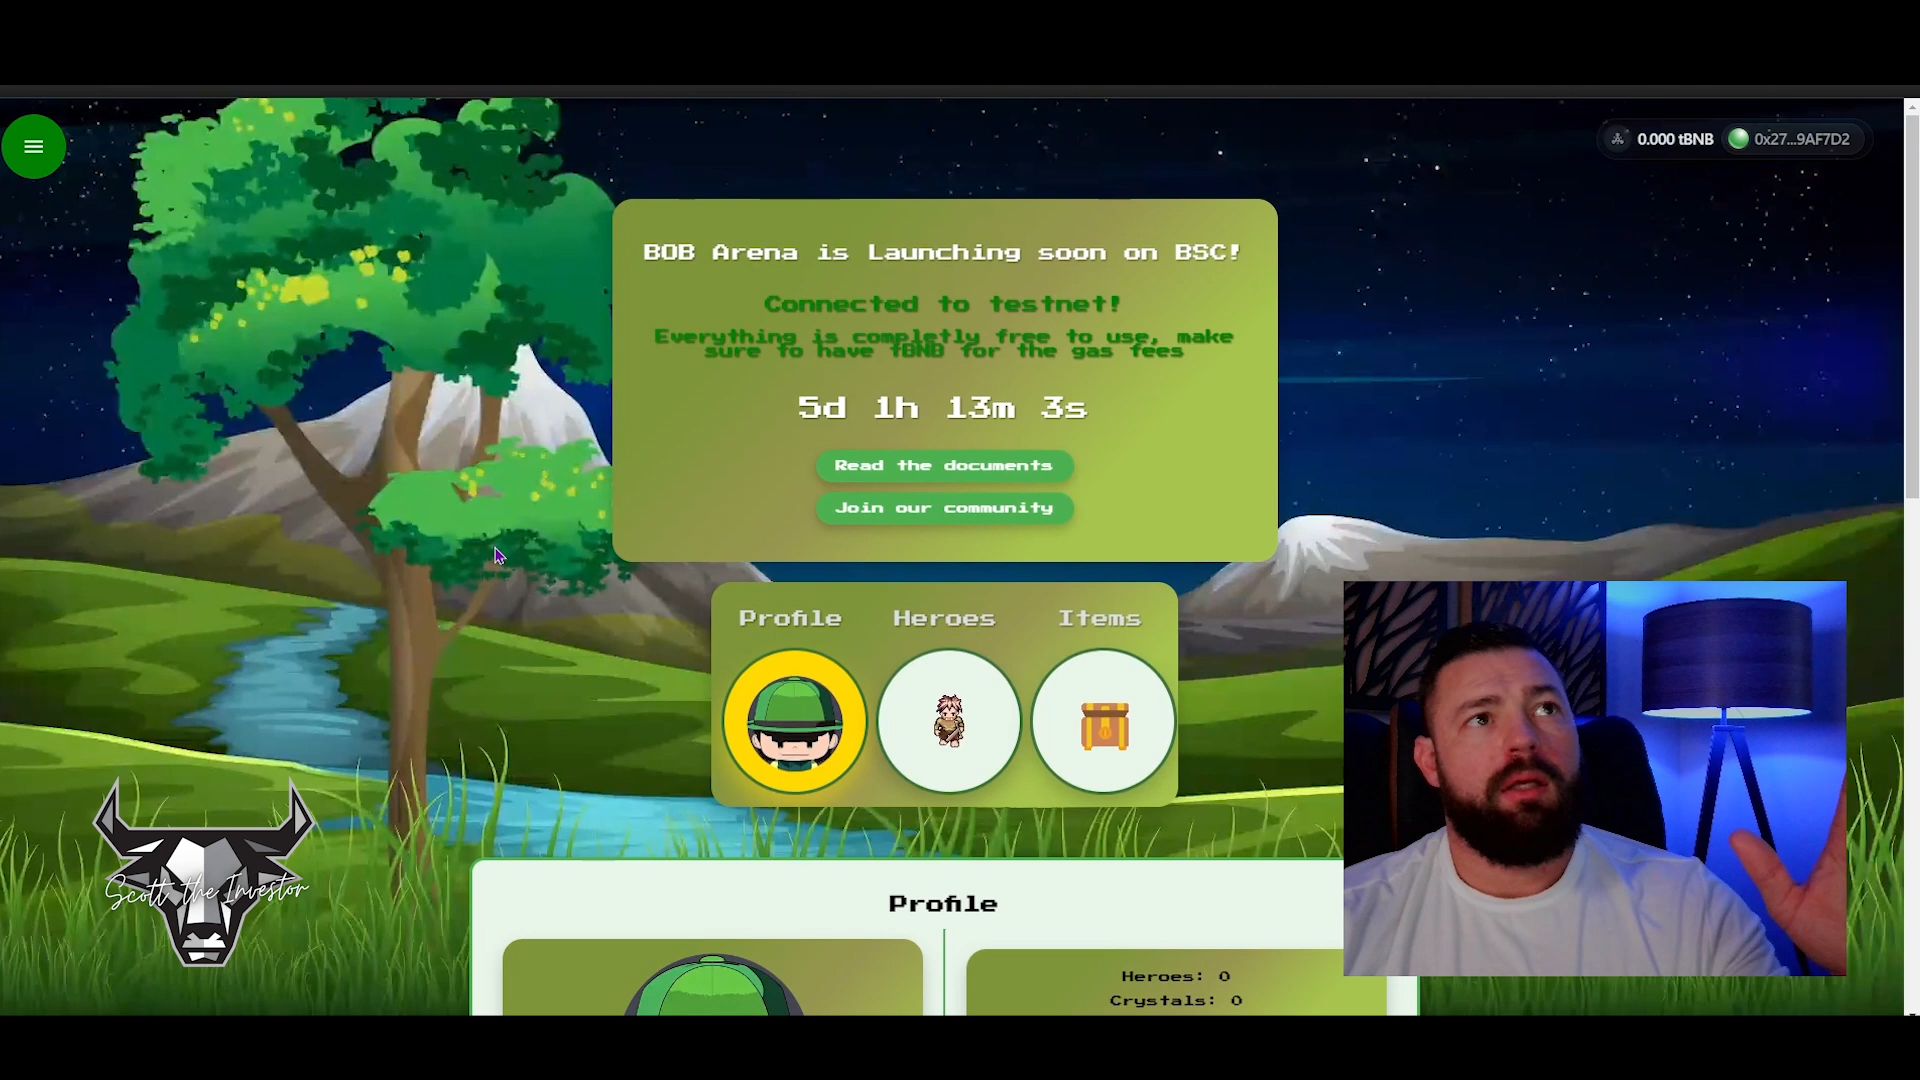 0.000 tBNB 0x27...9AF7D2
BOB Arena is Launching soon on BSC!
Connected to testnet!
Everything is completly free to use, make
sure to have tBNB for the gas fees
5d 1h 13m 3s
Read the documents
Join our community
Profile Heroes Items
Scott the Investor
Profile
Heroes: 0
Crystals: 0